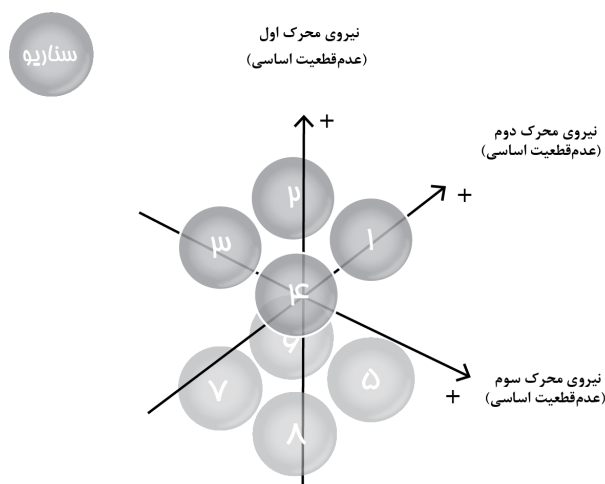 سناریو
نیروی محرک اول
(عدم‌قطعیت اساسی)
+
نیروی محرک دوم
(عدم‌قطعیت اساسی)
+
۲
۱
۳
۴
۶
۵
۷
۸
نیروی محرک سوم
(عدم‌قطعیت اساسی)
+